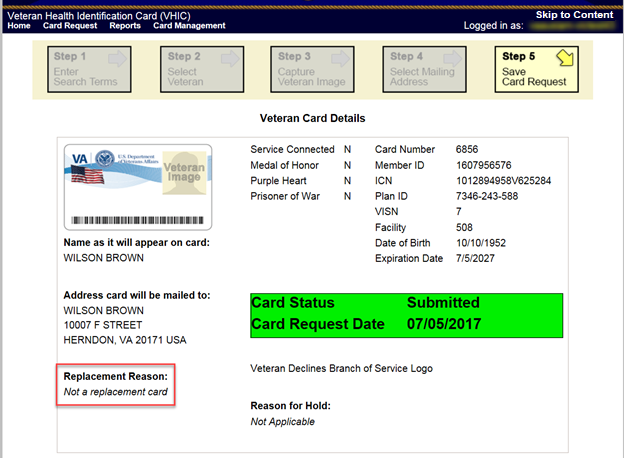 Veteran Health Identification Card (VHIC)
Skip to Content
Home Card Request Reports Card Management
Logged in as:
Step 1
Enter
Search Terms
Step 2
Select
Veteran
Step 3
Capture
Veteran Image
Step 4
Select Mailing
Address
Step 5
Save
Card Request
Veteran Card Details
VA
U.S. Department
of Veterans Affairs
Veteran
Image
Name as it will appear on card:
WILSON BROWN
Address card will be mailed to:
WILSON BROWN
10007 F STREET
HERNDON, VA 20171 USA
Replacement Reason:
Not a replacement card
Service Connected N
Medal of Honor N
Purple Heart N
Prisoner of War N
Card Number 6856
Member ID 1607956576
ICN 1012894958V625284
Plan ID 7346-243-588
VISN 7
Facility 508
Date of Birth 10/10/1952
Expiration Date 7/5/2027
Card Status Submitted
Card Request Date 07/05/2017
Veteran Declines Branch of Service Logo
Reason for Hold:
Not Applicable